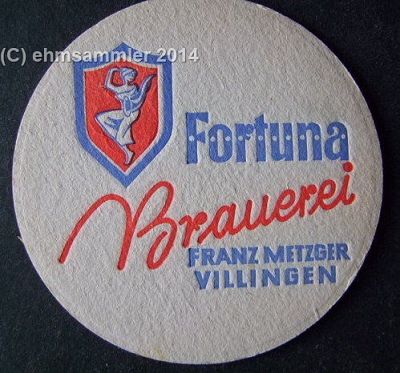 (C) ehmsammler 2014
Fortuna
Brauerei
FRANZ METZGER
VILLINGEN